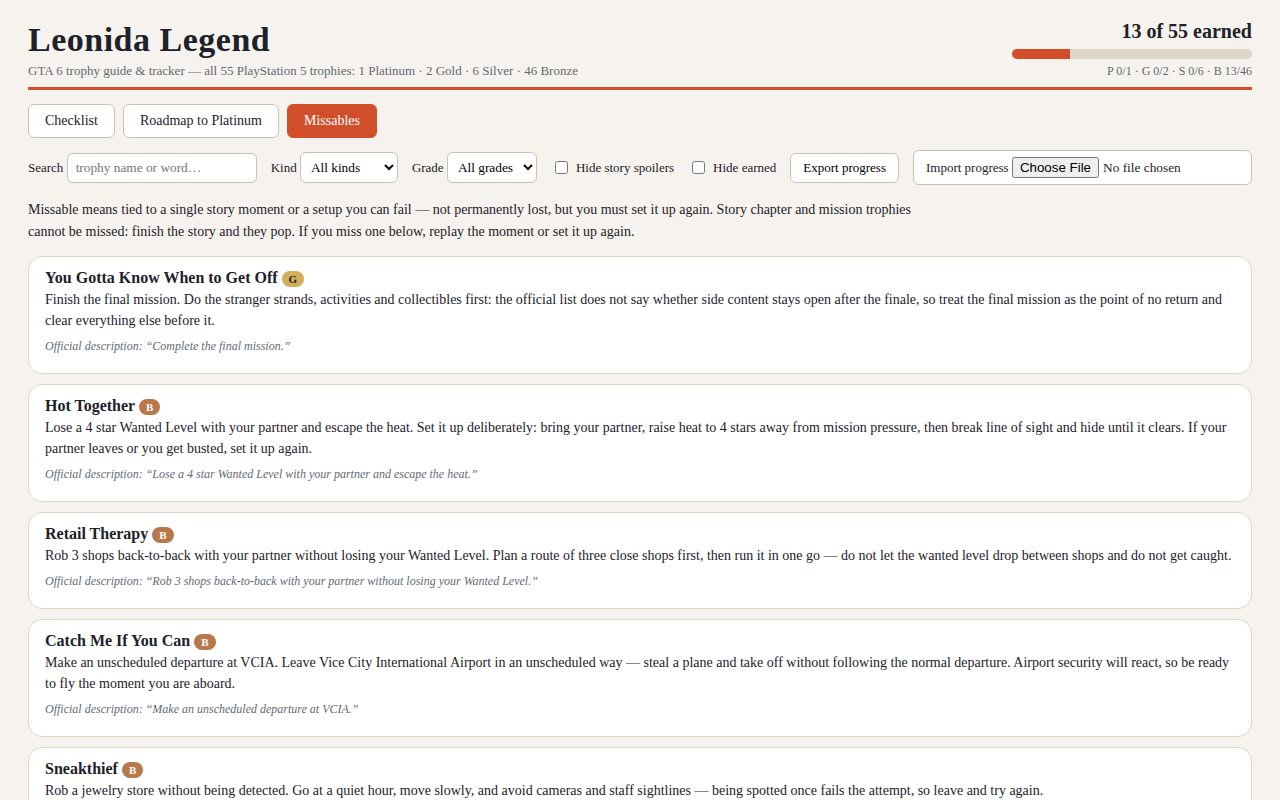 Leonida Legend
13 of 55 earned
GTA 6 trophy guide & tracker — all 55 PlayStation 5 trophies: 1 Platinum · 2 Gold · 6 Silver · 46 Bronze
P 0/1 · G 0/2 · S 0/6 · B 13/46
Checklist
Roadmap to Platinum
Missables
Search trophy name or word… Kind All kinds Grade All grades Hide story spoilers Hide earned Export progress Import progress Choose File No file chosen
Missable means tied to a single story moment or a setup you can fail — not permanently lost, but you must set it up again. Story chapter and mission trophies
cannot be missed: finish the story and they pop. If you miss one below, replay the moment or set it up again.
You Gotta Know When to Get Off G
Finish the final mission. Do the stranger strands, activities and collectibles first: the official list does not say whether side content stays open after the finale, so treat the final mission as the point of no return and
clear everything else before it.
Official description: “Complete the final mission.”
Hot Together B
Lose a 4 star Wanted Level with your partner and escape the heat. Set it up deliberately: bring your partner, raise heat to 4 stars away from mission pressure, then break line of sight and hide until it clears. If your
partner leaves or you get busted, set it up again.
Official description: “Lose a 4 star Wanted Level with your partner and escape the heat.”
Retail Therapy B
Rob 3 shops back-to-back with your partner without losing your Wanted Level. Plan a route of three close shops first, then run it in one go — do not let the wanted level drop between shops and do not get caught.
Official description: “Rob 3 shops back-to-back with your partner without losing your Wanted Level.”
Catch Me If You Can B
Make an unscheduled departure at VCIA. Leave Vice City International Airport in an unscheduled way — steal a plane and take off without following the normal departure. Airport security will react, so be ready
to fly the moment you are aboard.
Official description: “Make an unscheduled departure at VCIA.”
Sneakthief B
Rob a jewelry store without being detected. Go at a quiet hour, move slowly, and avoid cameras and staff sightlines — being spotted once fails the attempt, so leave and try again.